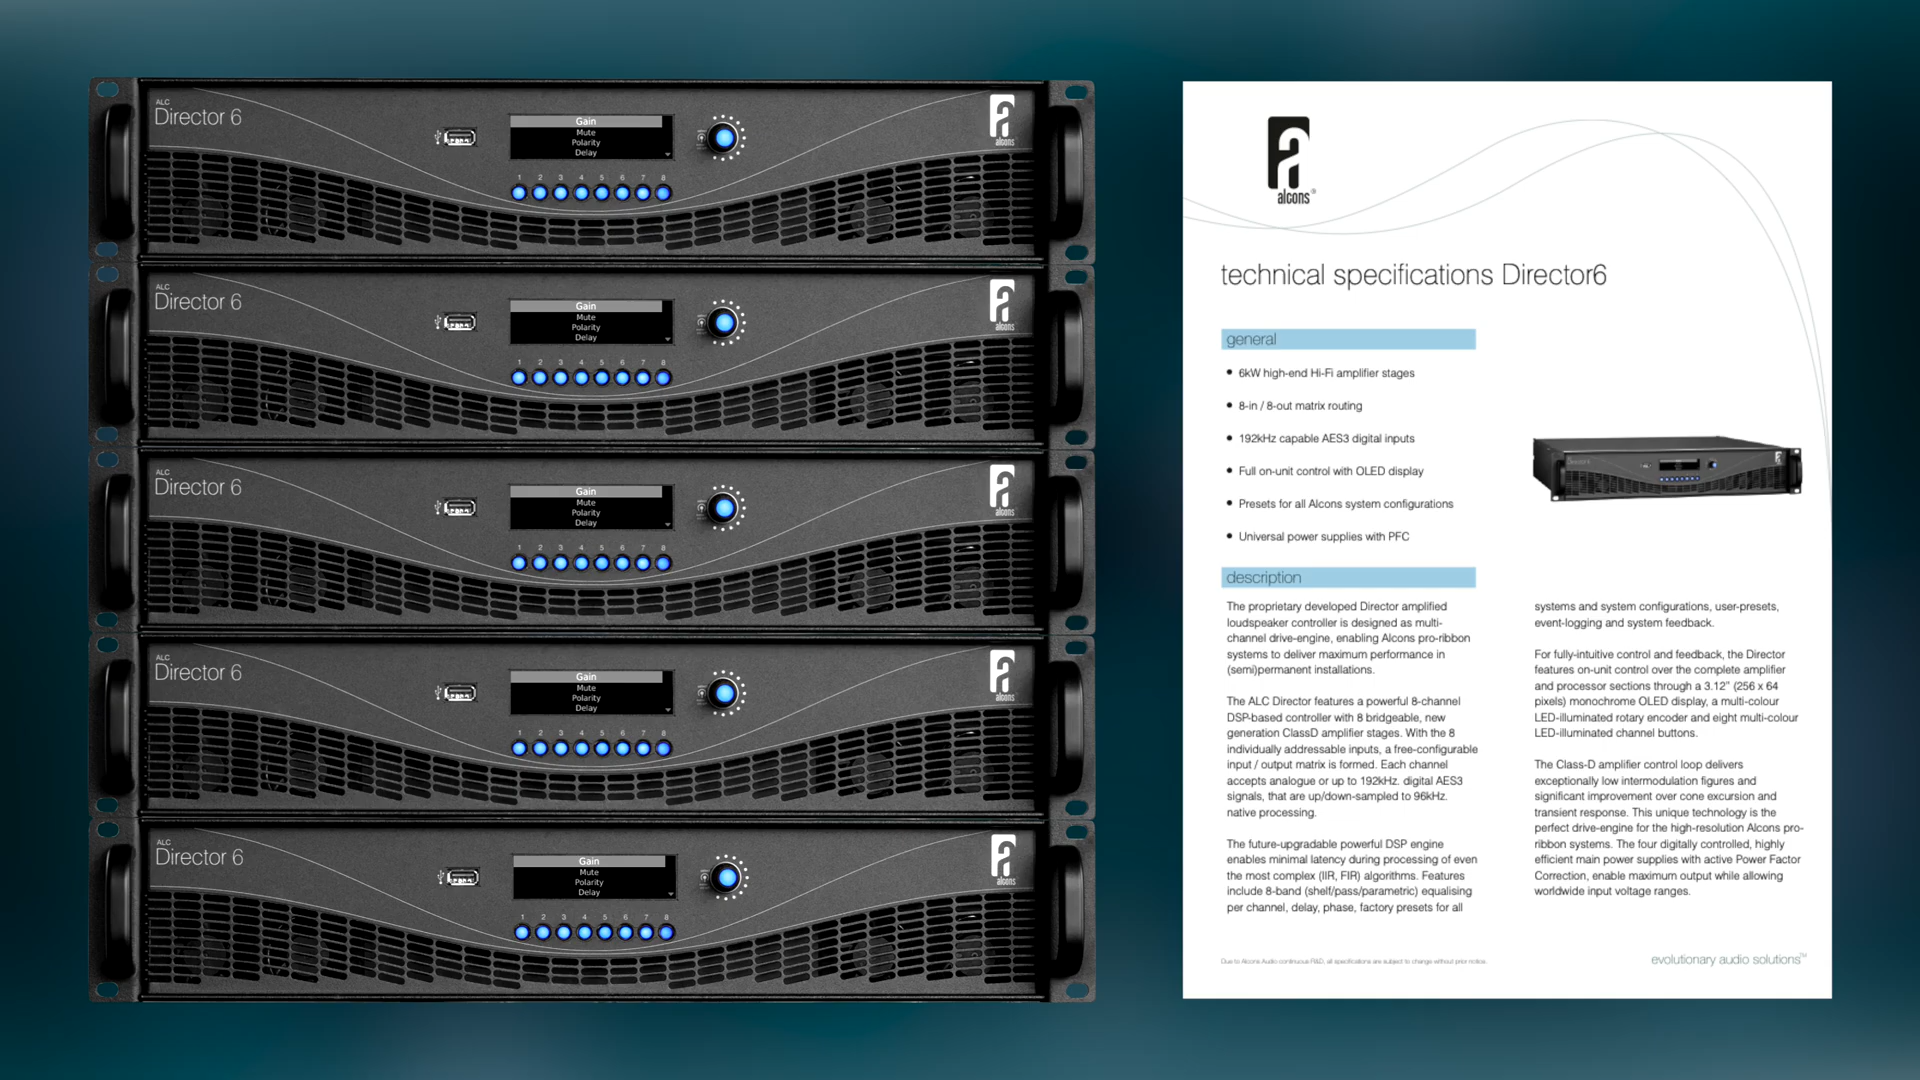 ALC
Director 6
Gain
Mute
Polarity
Delay
1 2 3 4 5 6 7 8
alcons
ALC
Director 6
Gain
Mute
Polarity
Delay
1 2 3 4 5 6 7 8
alcons
ALC
Director 6
Gain
Mute
Polarity
Delay
1 2 3 4 5 6 7 8
alcons
ALC
Director 6
Gain
Mute
Polarity
Delay
1 2 3 4 5 6 7 8
alcons
ALC
Director 6
Gain
Mute
Polarity
Delay
1 2 3 4 5 6 7 8
alcons
alcons®
technical specifications Director6
general
• 6kW high-end Hi-Fi amplifier stages
• 8-in / 8-out matrix routing
• 192kHz capable AES3 digital inputs
• Full on-unit control with OLED display
• Presets for all Alcons system configurations
• Universal power supplies with PFC
description
The proprietary developed Director amplified
loudspeaker controller is designed as multi-
channel drive-engine, enabling Alcons pro-ribbon
systems to deliver maximum performance in
(semi)permanent installations.
The ALC Director features a powerful 8-channel
DSP-based controller with 8 bridgeable, new
generation ClassD amplifier stages. With the 8
individually addressable inputs, a free-configurable
input / output matrix is formed. Each channel
accepts analogue or up to 192kHz. digital AES3
signals, that are up/down-sampled to 96kHz.
native processing.
The future-upgradable powerful DSP engine
enables minimal latency during processing of even
the most complex (IIR, FIR) algorithms. Features
include 8-band (shelf/pass/parametric) equalising
per channel, delay, phase, factory presets for all
systems and system configurations, user-presets,
event-logging and system feedback.
For fully-intuitive control and feedback, the Director
features on-unit control over the complete amplifier
and processor sections through a 3.12” (256 x 64
pixels) monochrome OLED display, a multi-colour
LED-illuminated rotary encoder and eight multi-colour
LED-illuminated channel buttons.
The Class-D amplifier control loop delivers
exceptionally low intermodulation figures and
significant improvement over cone excursion and
transient response. This unique technology is the
perfect drive-engine for the high-resolution Alcons pro-
ribbon systems. The four digitally controlled, highly
efficient main power supplies with active Power Factor
Correction, enable maximum output while allowing
worldwide input voltage ranges.
Due to Alcons Audio continuous R&D, all specifications are subject to change without prior notice.
evolutionary audio solutions™